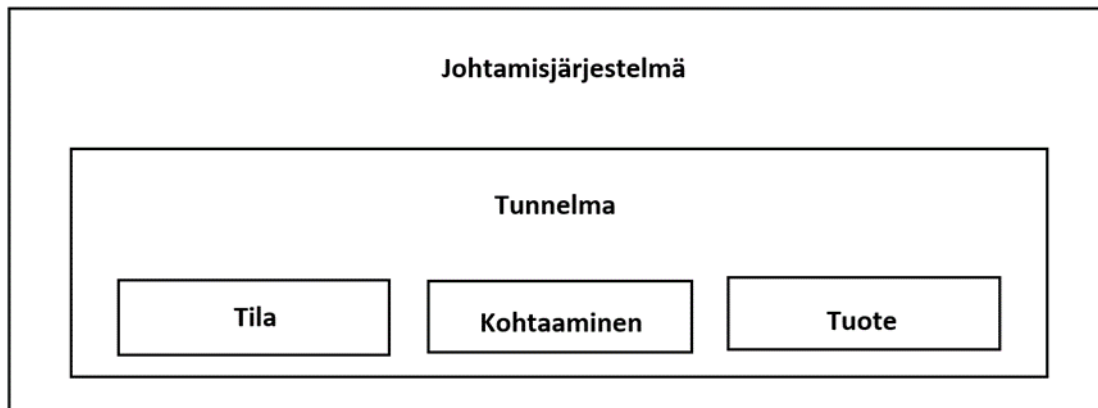 Johtamisjärjestelmä
Tunnelma
Tila
Kohtaaminen
Tuote